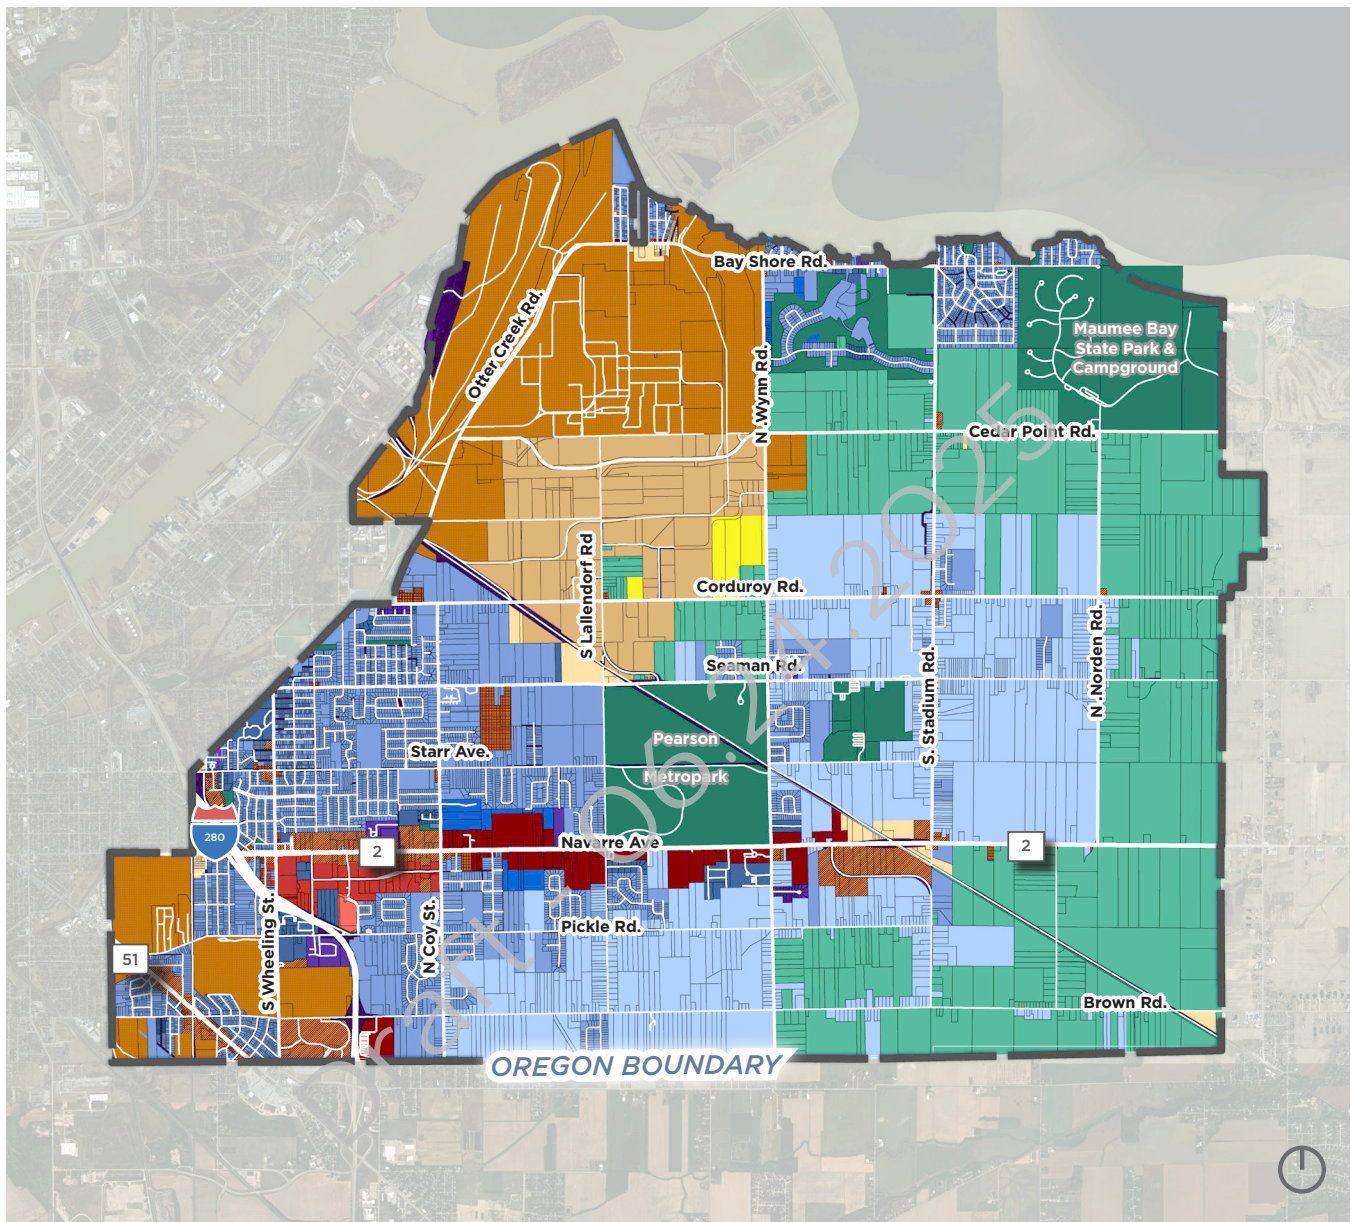 Bay Shore Rd.
Otter Creek Rd.
Maumee Bay
State Park &
Campground
N .Wynn Rd.
Cedar Point Rd.
S Lallendorf Rd
Corduroy Rd.
N .Norden Rd.
Seaman Rd.
S. Stadium Rd.
Starr Ave.
Pearson
Metropark
280
2
Navarre Ave
2
S Wheeling St.
N Coy St.
Pickle Rd.
51
Brown Rd.
OREGON BOUNDARY
Draft - 06.24.2025